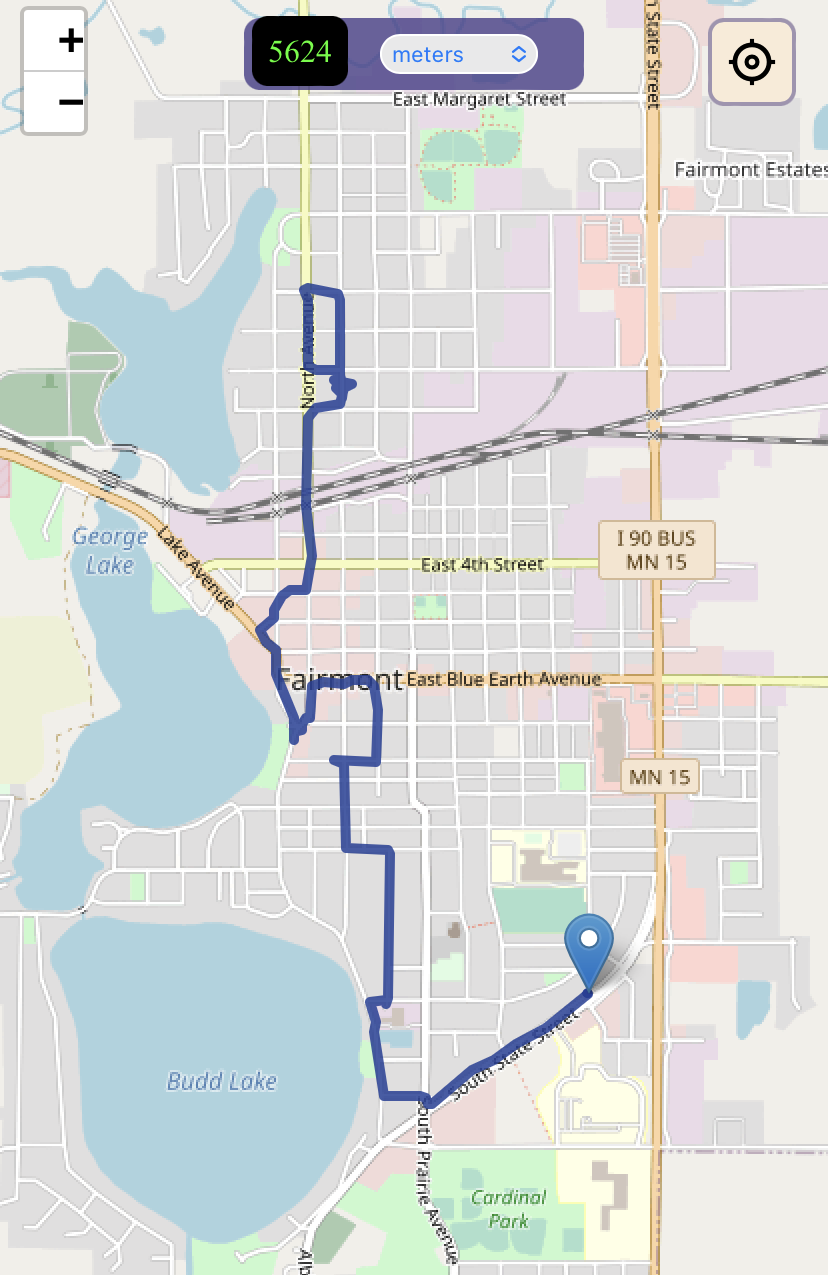 +
−
5624
meters
n State Street
East Margaret Street
Fairmont Estates
North Avenue
George
Lake
Lake Avenue
I 90 BUS
MN 15
East 4th Street
Fairmont
East Blue Earth Avenue
MN 15
South State Street
Budd Lake
South Prairie Avenue
Cardinal
Park
Alb